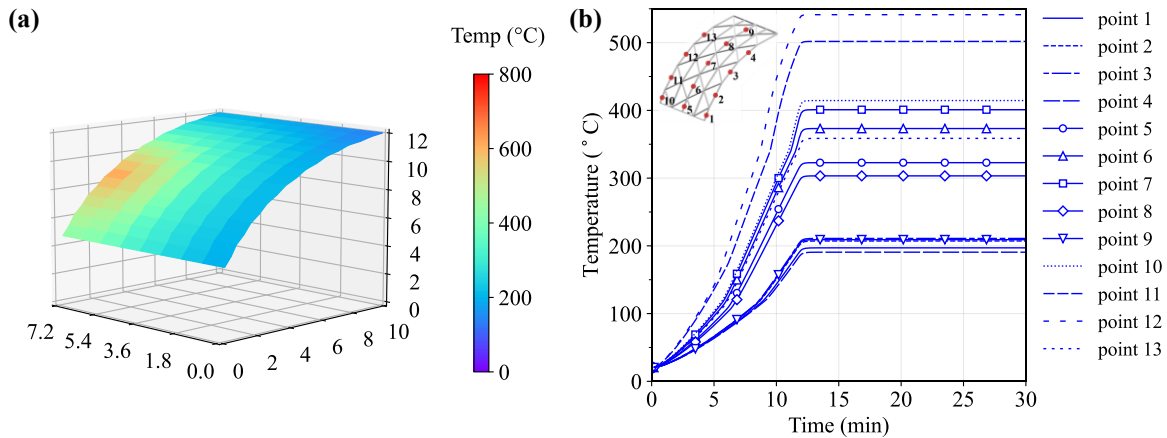 (a)
Temp (°C)
800
600
400
200
0
12
10
8
6
4
2
0
7.2
5.4
3.6
1.8
0.0
0
2
4
6
8
10
(b)
Temperature (° C)
500
400
300
200
100
0
0
5
10
15
20
25
30
Time (min)
9
13
8
4
12
7
3
11
6
2
10
5
1
point 1
point 2
point 3
point 4
point 5
point 6
point 7
point 8
point 9
point 10
point 11
point 12
point 13